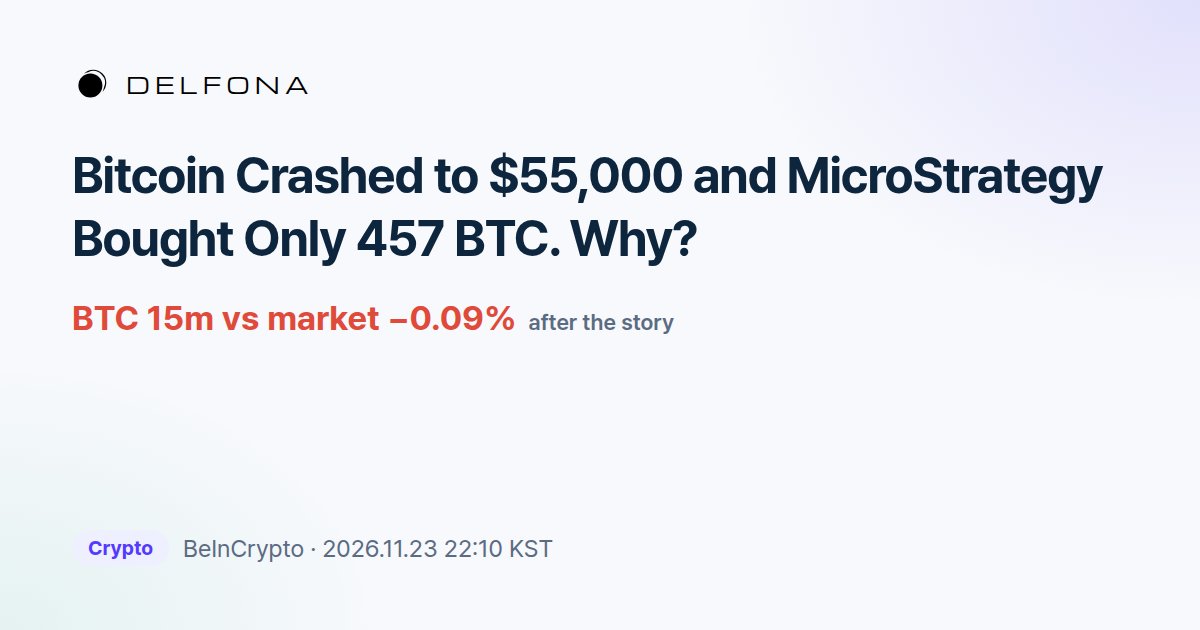 DELFONA
Bitcoin Crashed to $55,000 and MicroStrategy
Bought Only 457 BTC. Why?
BTC 15m vs market −0.09% after the story
Crypto BeInCrypto · 2026.11.23 22:10 KST